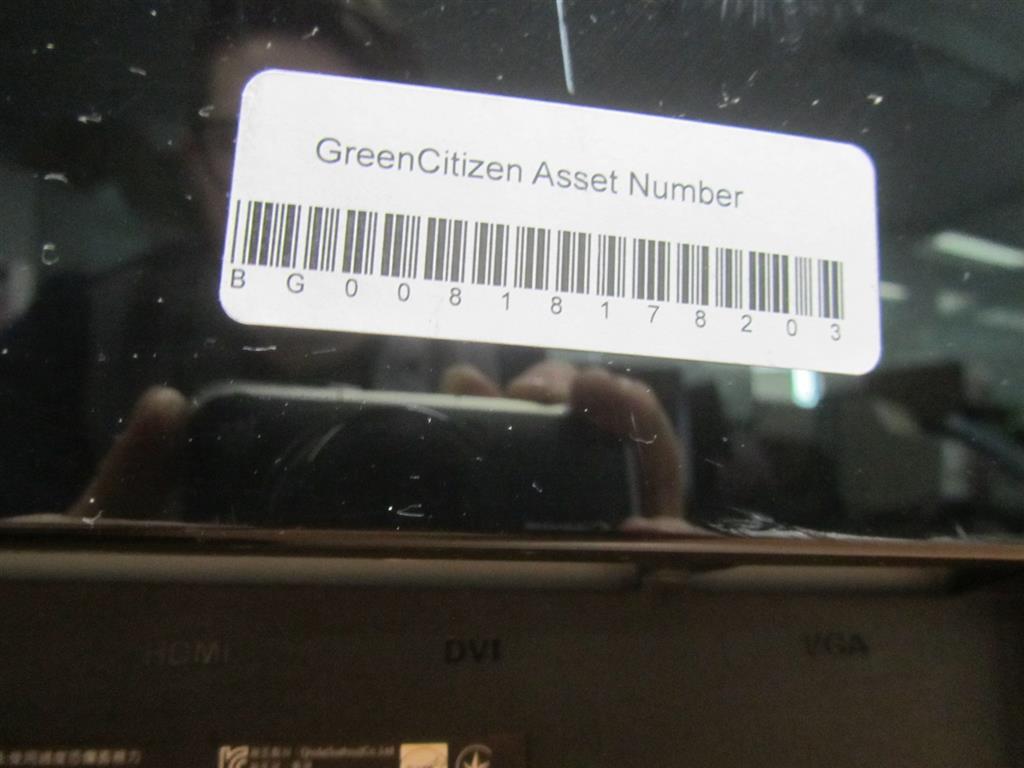 GreenCitizen Asset Number
BG00818178203
HDMI DVI VGA